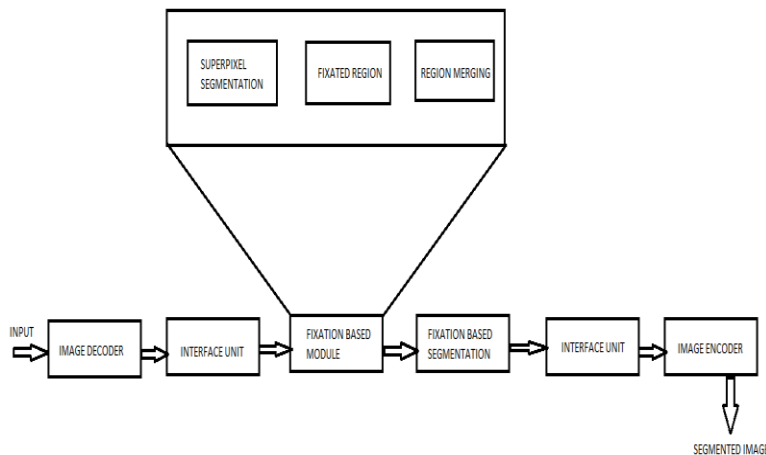 SUPERPIXEL
SEGMENTATION
FIXATED REGION
REGION MERGING
INPUT
IMAGE DECODER
INTERFACE UNIT
FIXATION BASED
MODULE
FIXATION BASED
SEGMENTATION
INTERFACE UNIT
IMAGE ENCODER
SEGMENTED IMAGE